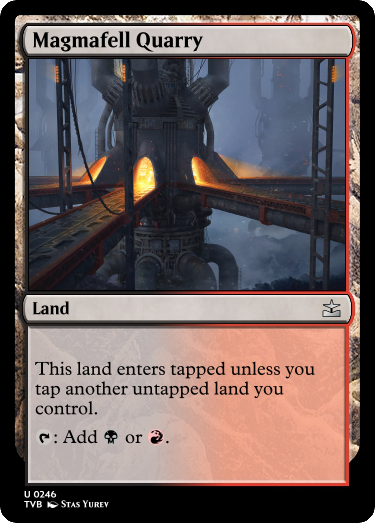 Magmafell Quarry
Land
This land enters tapped unless you
tap another untapped land you
control.
: Add or .
U 0246
TVB Stas Yurev